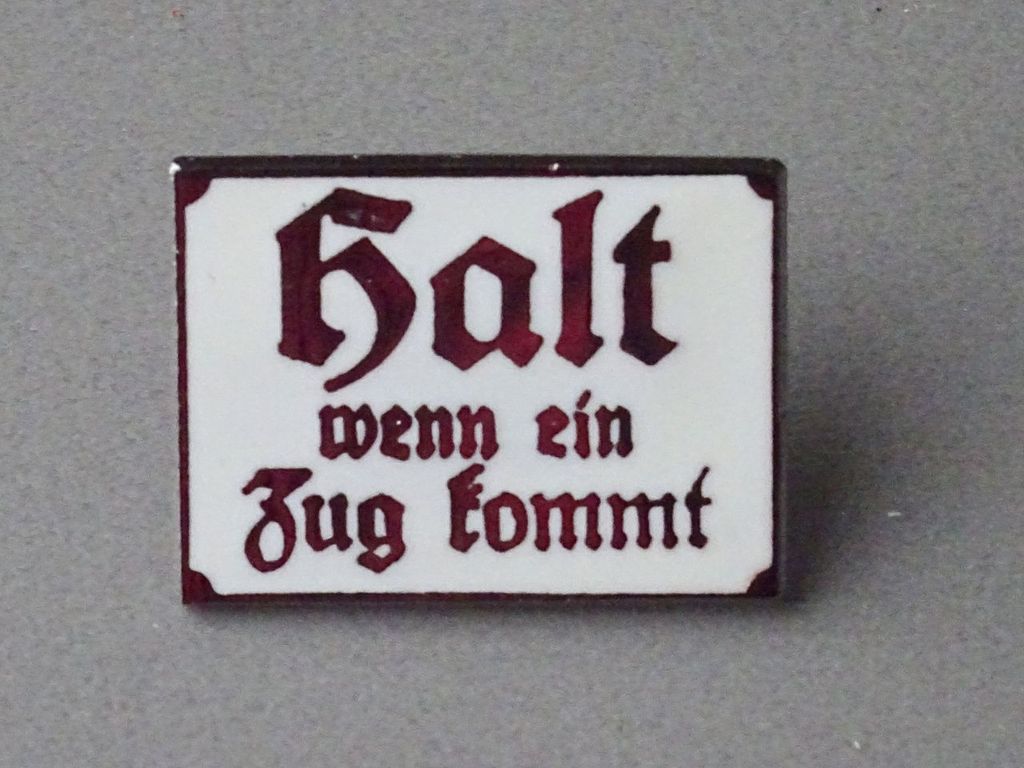 Halt
wenn ein
Zug kommt